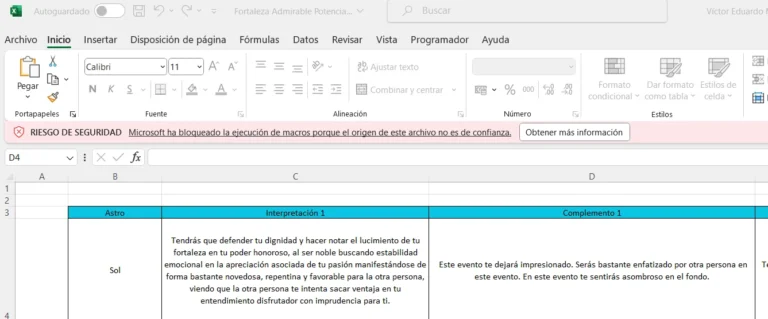 Autoguardado
Fortaleza Admirable Potencia...
Buscar
Victor Eduardo
Archivo Inicio Insertar Disposición de página Fórmulas Datos Revisar Vista Programador Ayuda
Pegar
Calibri 11 A^ A˅
N K S A
Ajustar texto
Combinar y centrar
% 000
Formato condicional
Dar formato como tabla
Estilos de celda
Portapapeles Fuente Alineación Número Estilos
RIESGO DE SEGURIDAD Microsoft ha bloqueado la ejecución de macros porque el origen de este archivo no es de confianza. Obtener más información
D4 fx
A B C D
1
2
3 Astro Interpretación 1 Complemento 1
Tendrás que defender tu dignidad y hacer notar el lucimiento de tu
fortaleza en tu poder honoroso, al ser noble buscando estabilidad
emocional en la apreciación asociada de tu pasión manifestándose de
forma bastante novedosa, repentina y favorable para la otra persona,
viendo que la otra persona te intenta sacar ventaja en tu
entendimiento disfrutador con imprudencia para ti.
Sol
Este evento te dejará impresionado. Serás bastante enfatizado por otra persona en
este evento. En este evento te sentirás asombroso en el fondo.
4